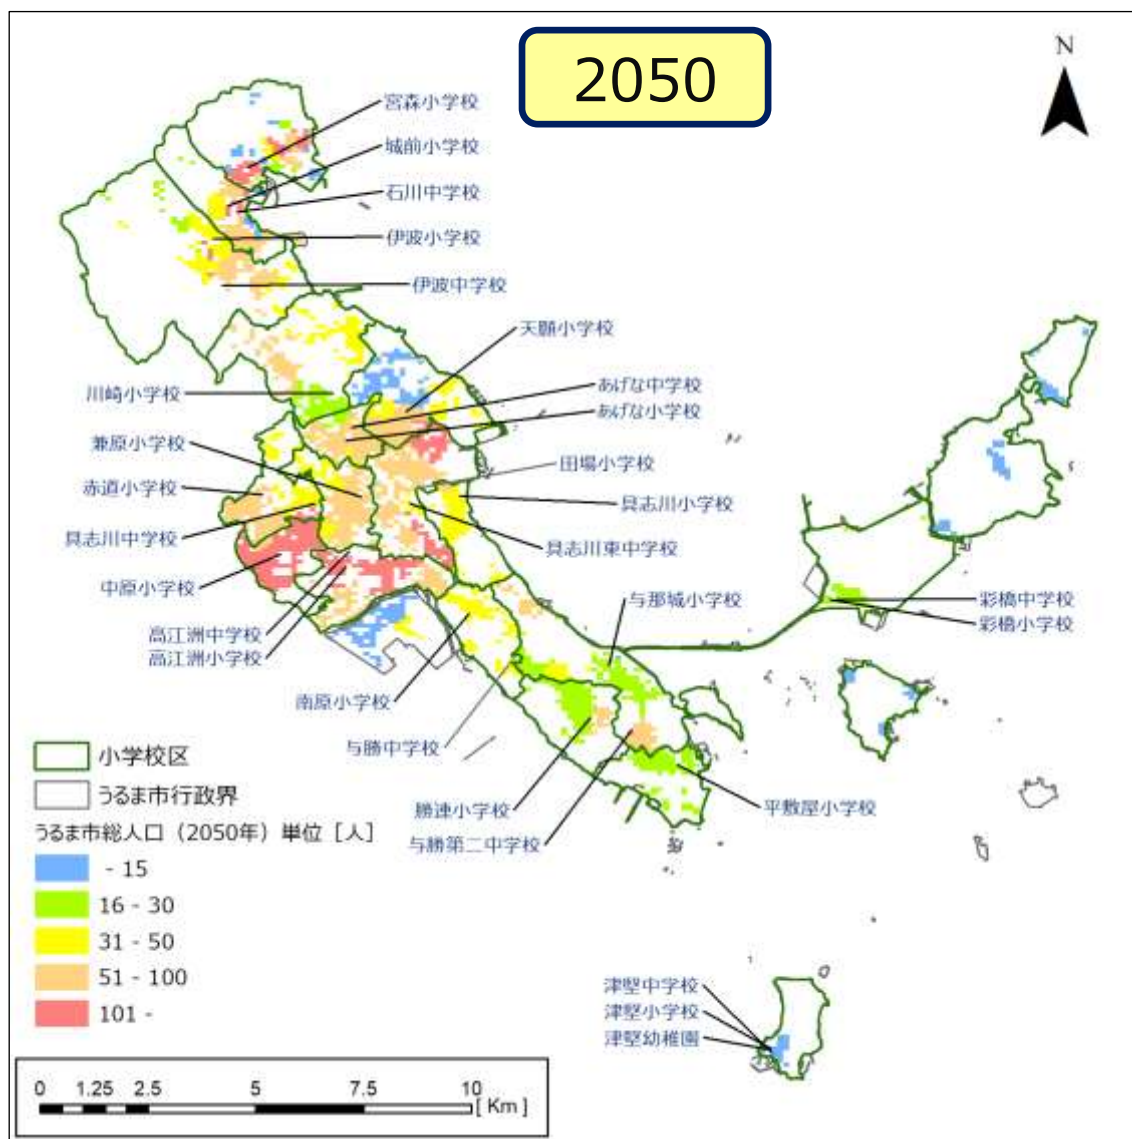 2050
N
宮森小学校
城前小学校
石川中学校
伊波小学校
伊波中学校
天願小学校
川崎小学校
あげな中学校
あげな小学校
兼原小学校
田場小学校
赤道小学校
具志川小学校
具志川中学校
具志川東中学校
中原小学校
与那城小学校
彩橋中学校
彩橋小学校
高江洲中学校
高江洲小学校
南原小学校
与勝中学校
勝連小学校
平敷屋小学校
与勝第二中学校
小学校区
うるま市行政界
うるま市総人口（2050年）単位［人］
- 15
16 - 30
31 - 50
51 - 100
101 -
津堅中学校
津堅小学校
津堅幼稚園
0 1.25 2.5 5 7.5 10
[ Km ]